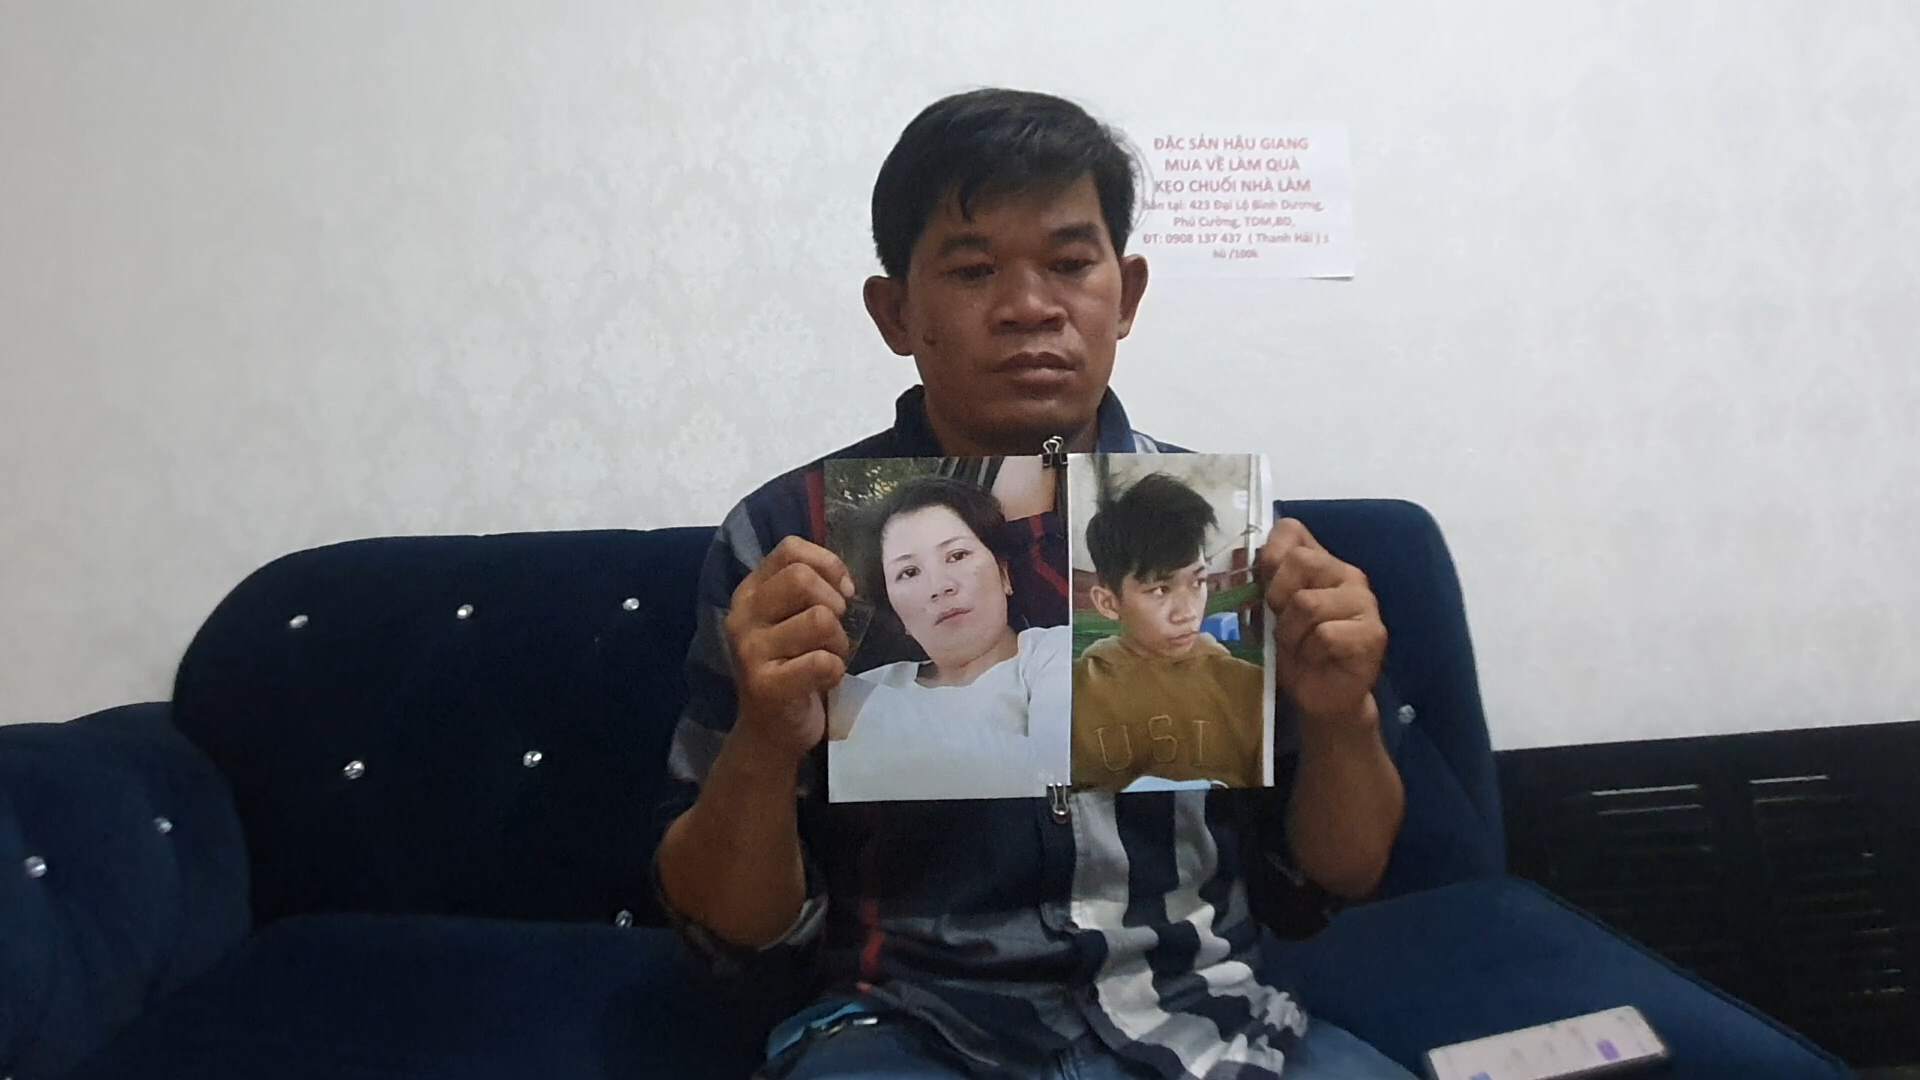 ĐẶC SẢN HẬU GIANG
MUA VỀ LÀM QUÀ
KẸO CHUỐI NHÀ LÀM
Bán tại: 423 Đại Lộ Bình Dương,
Phú Cường, TDM,BD,
ĐT: 0908 137 437 ( Thanh Hải ) 1
hủ /100k
USI